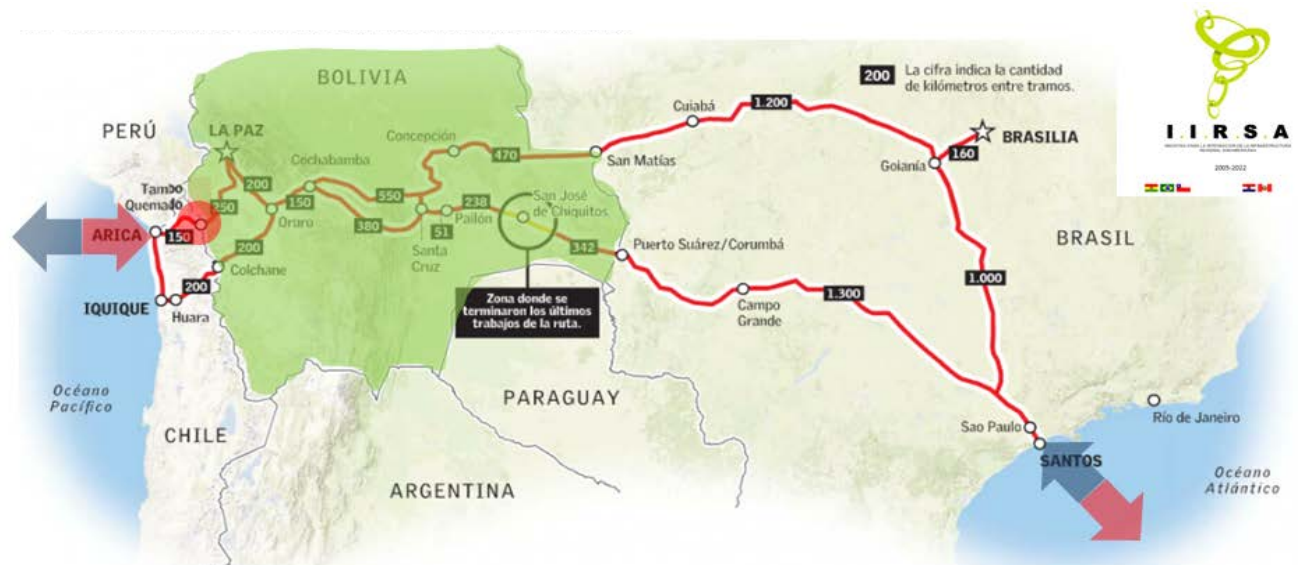 BOLIVIA
200
La cifra indica la cantidad
de kilómetros entre tramos.
I.I.R.S.A
2005-2022
PERÚ
LA PAZ
Concepción
Cochabamba
Cuiabá
1.200
BRASILIA
160
Goianía
470
San Matías
Tambo
Quemado
250
200
150
550
380
Oruro
238
San José
de Chiquitos
Pailón
51
Santa
Cruz
ARICA
150
200
Colchane
342
Puerto Suárez/Corumbá
BRASIL
200
IQUIQUE
Huara
Zona donde se
terminaron los últimos
trabajos de la ruta.
Campo
Grande
1.300
1.000
Océano
Pacífico
CHILE
PARAGUAY
ARGENTINA
Sao Paulo
SANTOS
Río de Janeiro
Océano
Atlántico